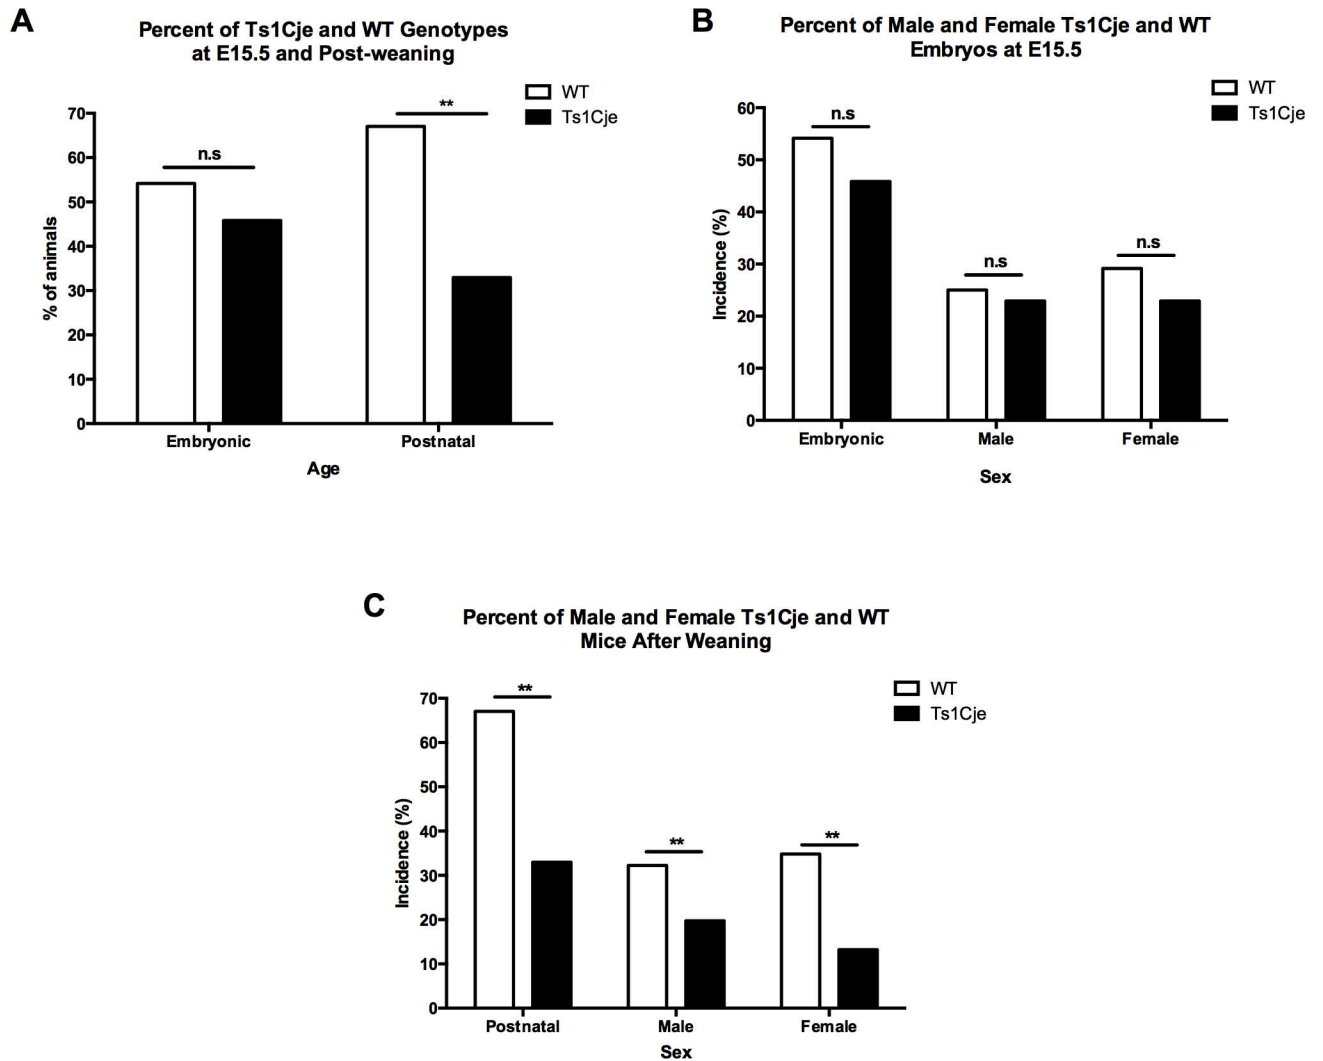 A
Percent of Ts1Cje and WT Genotypes
at E15.5 and Post-weaning
WT
Ts1Cje
**
n.s
70
60
50
40
30
20
10
0
% of animals
Embryonic
Postnatal
Age
B
Percent of Male and Female Ts1Cje and WT
Embryos at E15.5
WT
Ts1Cje
n.s
n.s
n.s
60
50
40
30
20
10
0
Incidence (%)
Embryonic
Male
Female
Sex
C
Percent of Male and Female Ts1Cje and WT
Mice After Weaning
WT
Ts1Cje
**
**
**
70
60
50
40
30
20
10
0
Incidence (%)
Postnatal
Male
Female
Sex